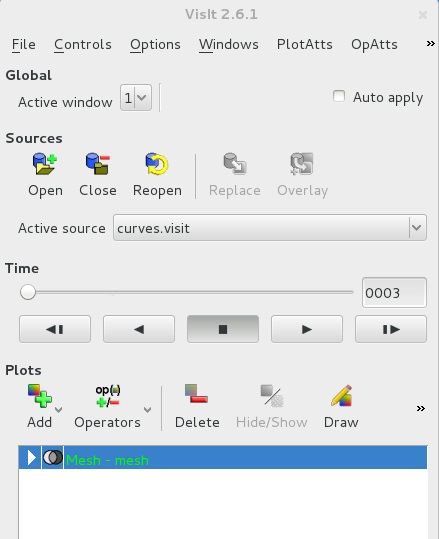 VisIt 2.6.1
File Controls Options Windows PlotAtts OpAtts »
Global
Active window 1 Auto apply
Sources
Open Close Reopen Replace Overlay
Active source curves.visit
Time
0003
Plots
op(·)
+/-
Add Operators Delete Hide/Show Draw »
Mesh - mesh